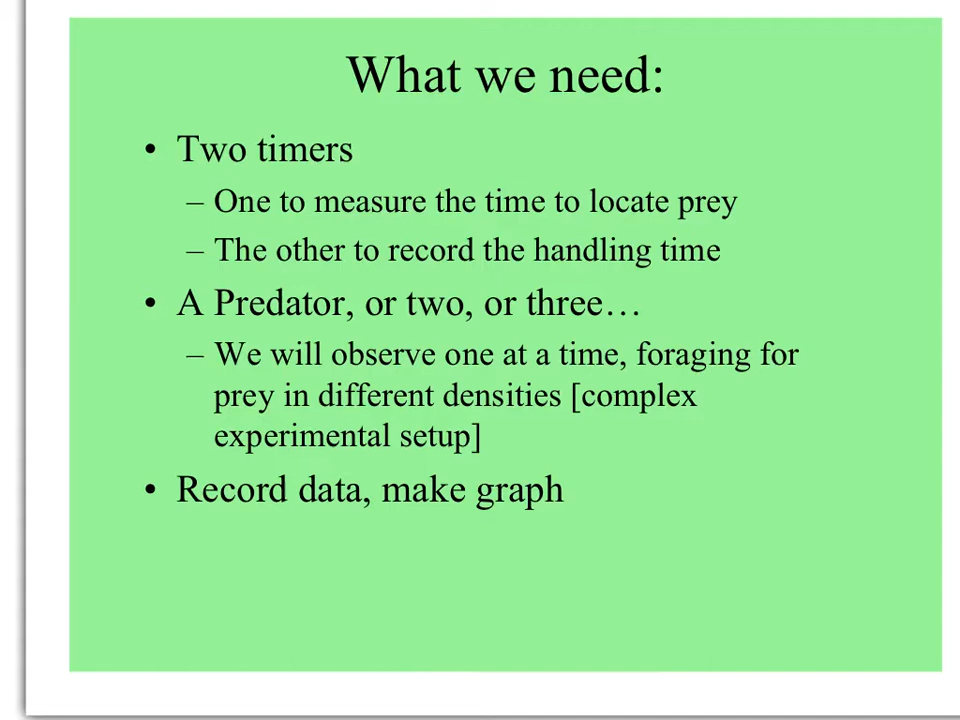 What we need:
• Two timers
– One to measure the time to locate prey
– The other to record the handling time
• A Predator, or two, or three…
– We will observe one at a time, foraging for
prey in different densities [complex
experimental setup]
• Record data, make graph